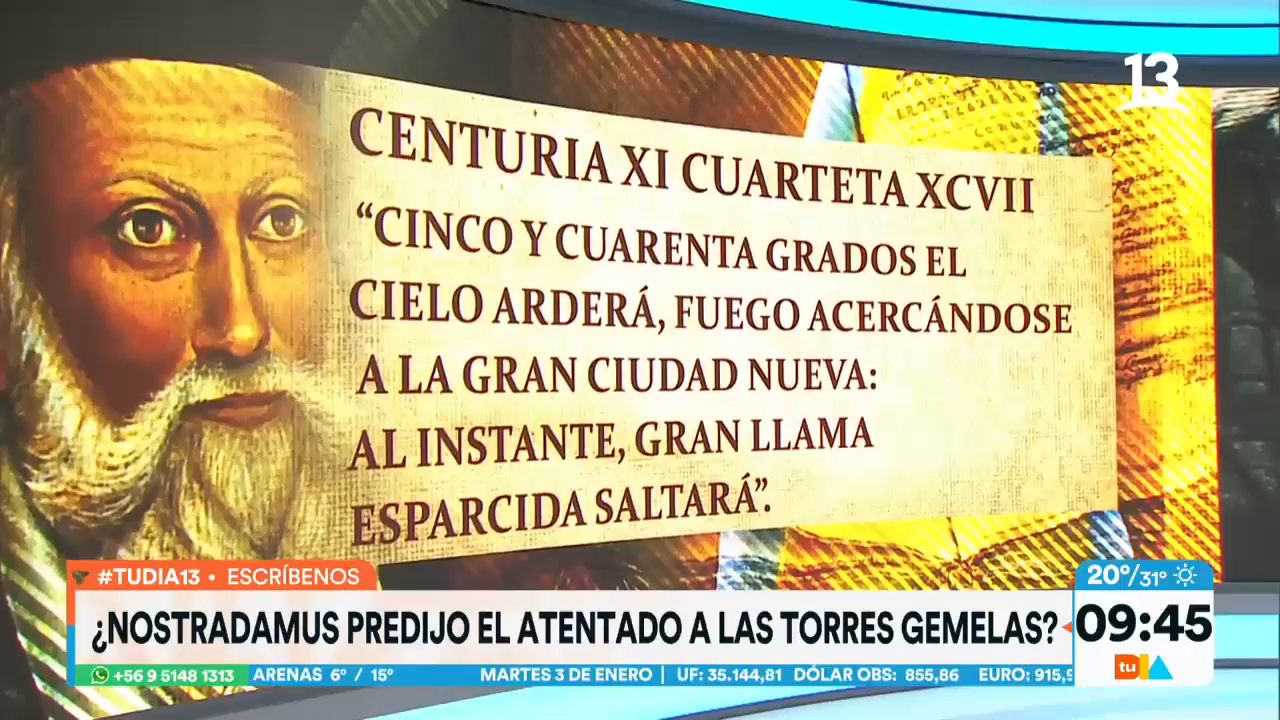 13
CENTURIA XI CUARTETA XCVII
“CINCO Y CUARENTA GRADOS EL
CIELO ARDERÁ, FUEGO ACERCÁNDOSE
A LA GRAN CIUDAD NUEVA:
AL INSTANTE, GRAN LLAMA
ESPARCIDA SALTARÁ”.
#TUDIA13 • ESCRÍBENOS
20°/31°
¿NOSTRADAMUS PREDIJO EL ATENTADO A LAS TORRES GEMELAS?
09:45
tu DÍA
+56 9 5148 1313 ARENAS 6° / 15° MARTES 3 DE ENERO | UF: 35.144,81 DÓLAR OBS: 855,86 EURO: 915,9